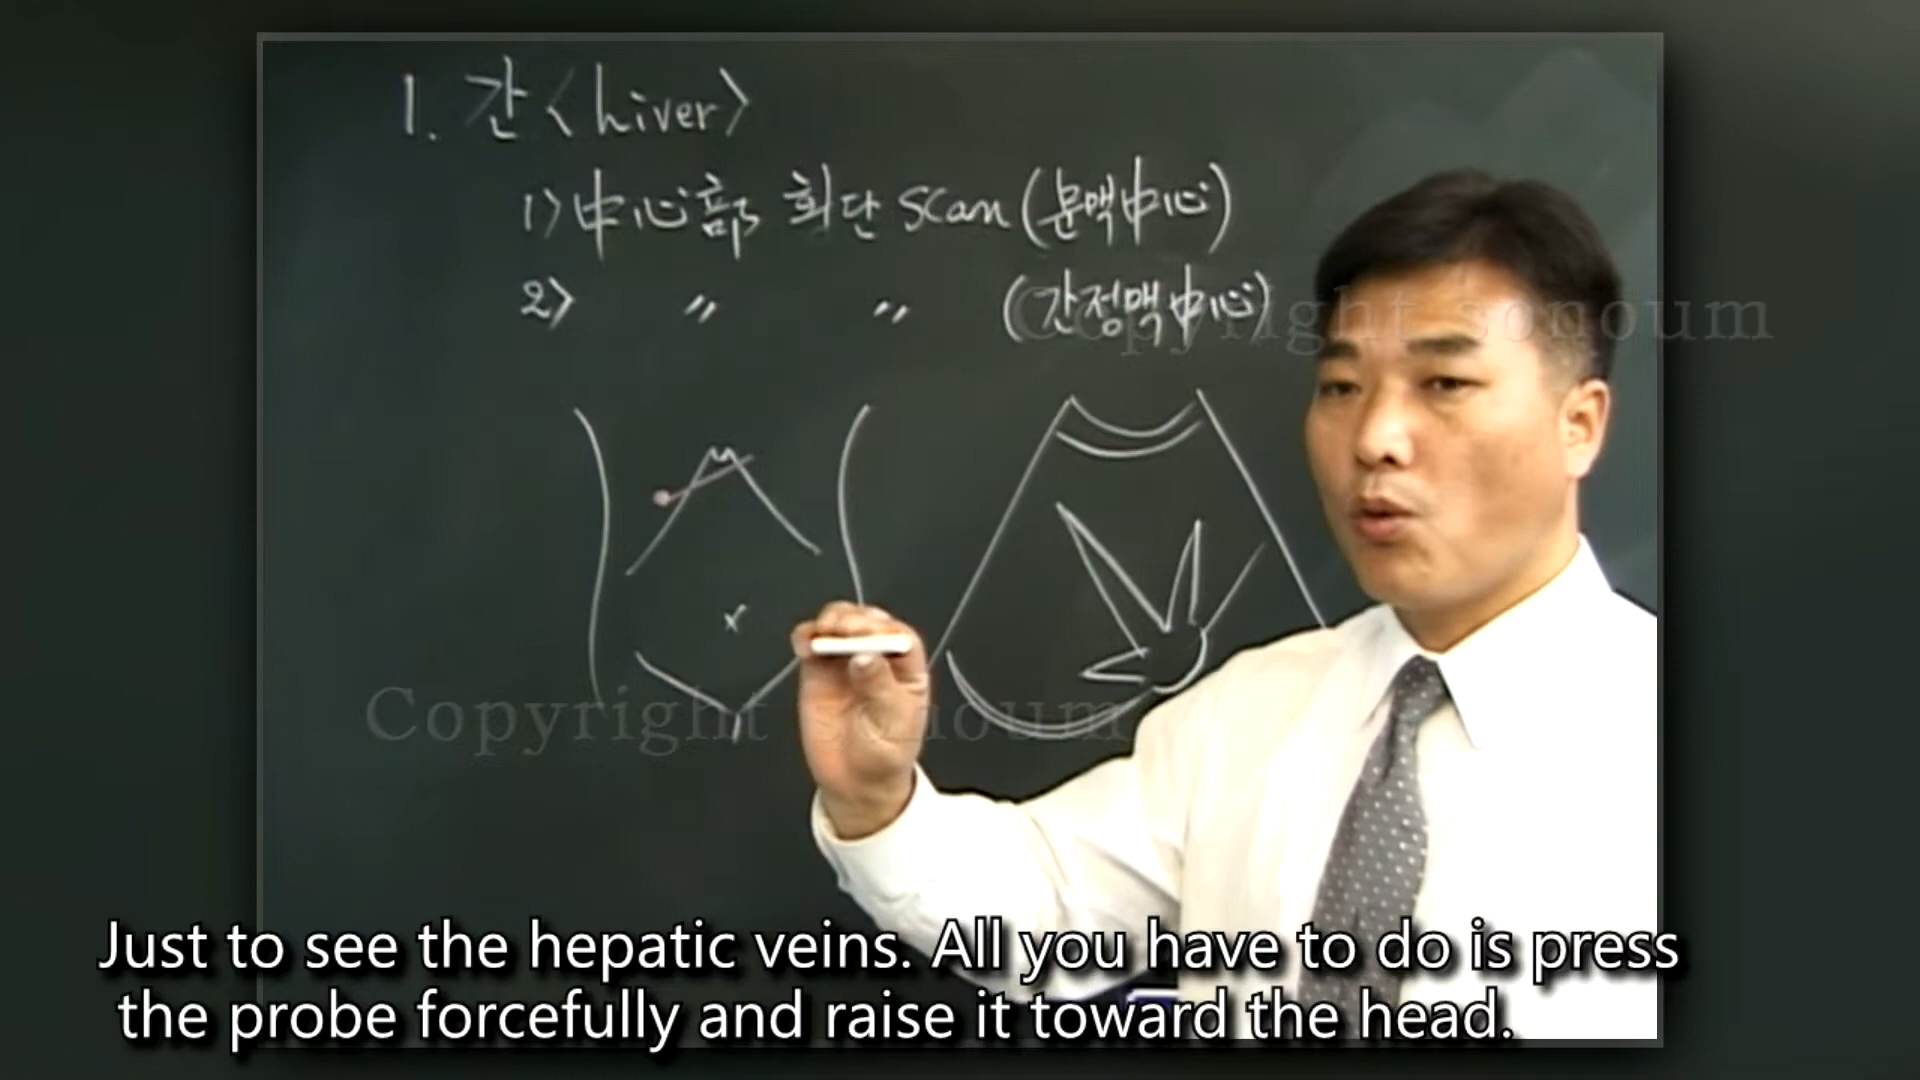 1. 간 <Liver>
1) 中心部 횡단 scan (문맥中心)
2) 〃 〃 (간정맥中心)
Copyright sonoum
Copyright sonoum
Just to see the hepatic veins. All you have to do is press
the probe forcefully and raise it toward the head.